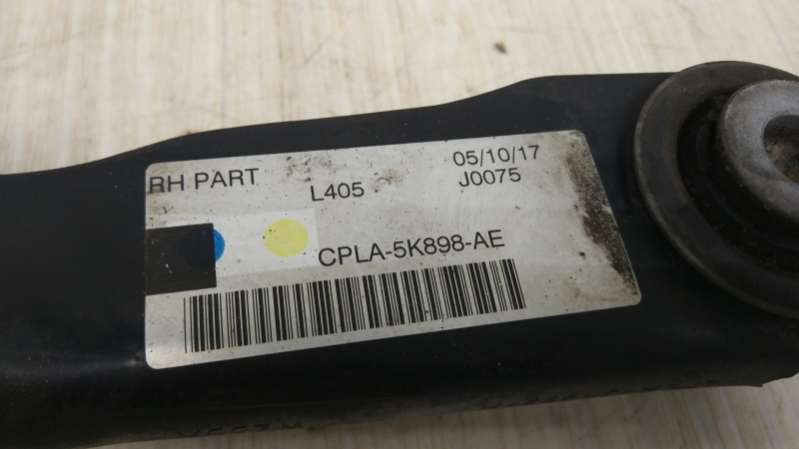 RH PART
L405
05/10/17
J0075
CPLA-5K898-AE